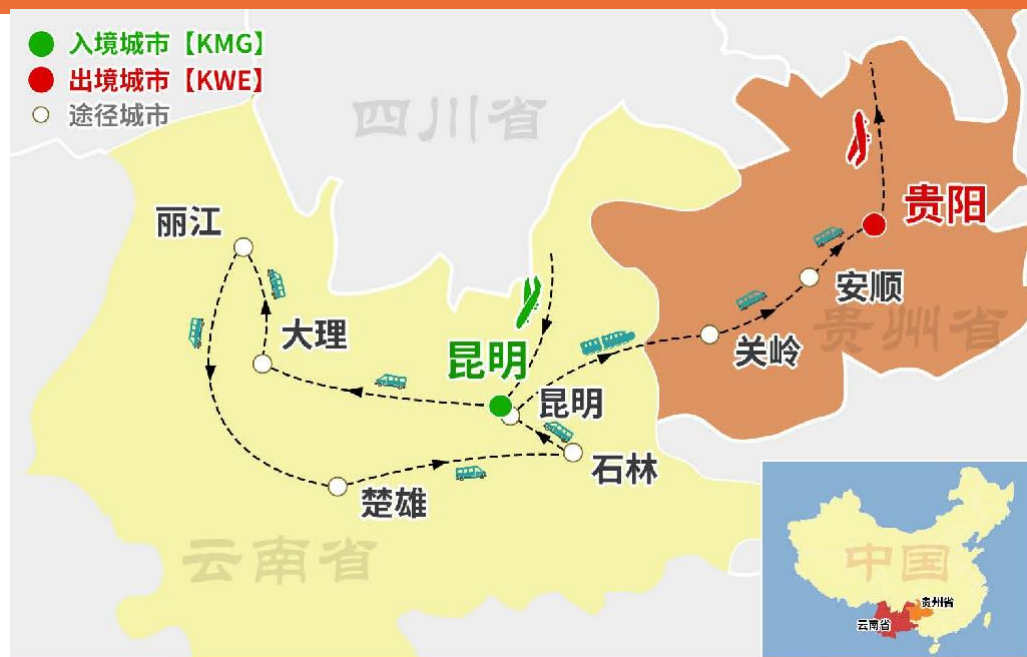 入境城市【KMG】
出境城市【KWE】
途径城市
四川省
丽江
大理
昆明
昆明
石林
楚雄
云南省
贵阳
安顺
关岭
贵州省
中国
贵州省
云南省